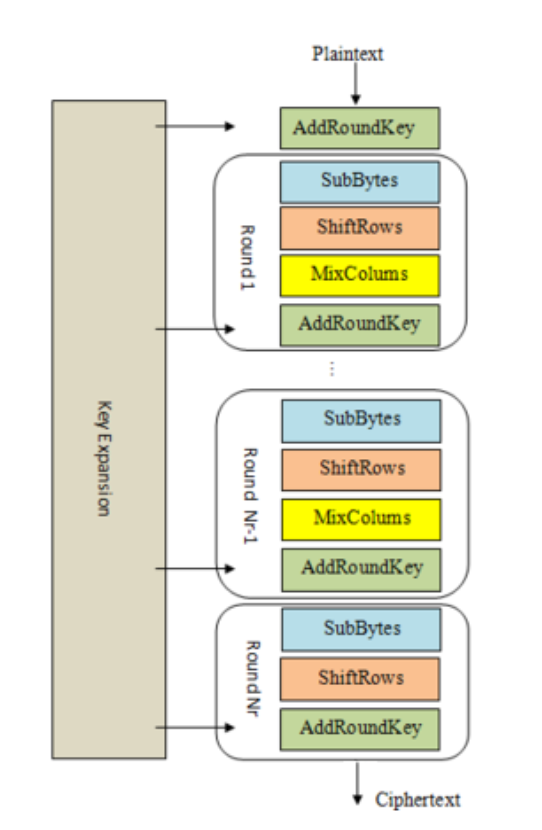 Plaintext
AddRoundKey
SubBytes
ShiftRows
MixColums
AddRoundKey
Round 1
⋮
SubBytes
ShiftRows
MixColums
AddRoundKey
Round Nr-1
SubBytes
ShiftRows
AddRoundKey
Round Nr
Key Expansion
Ciphertext